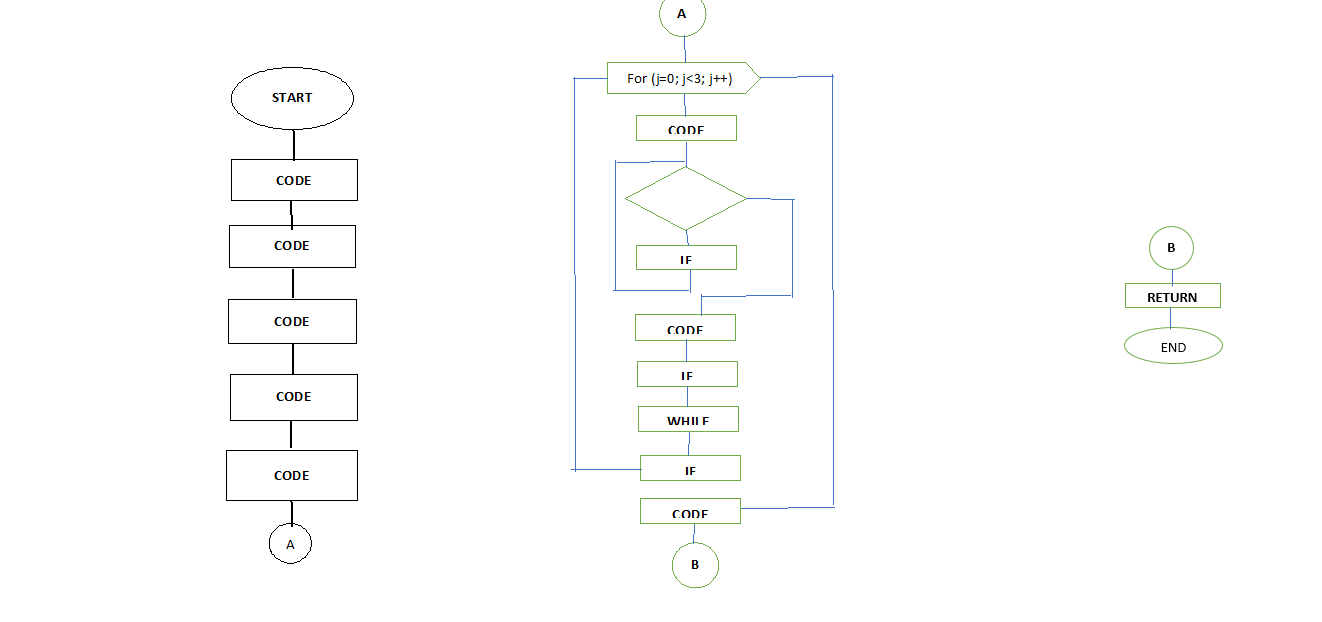 START
CODE
CODE
CODE
CODE
CODE
A
A
For (j=0; j<3; j++)
CODE
IF
CODE
IF
WHILE
IF
CODE
B
B
RETURN
END